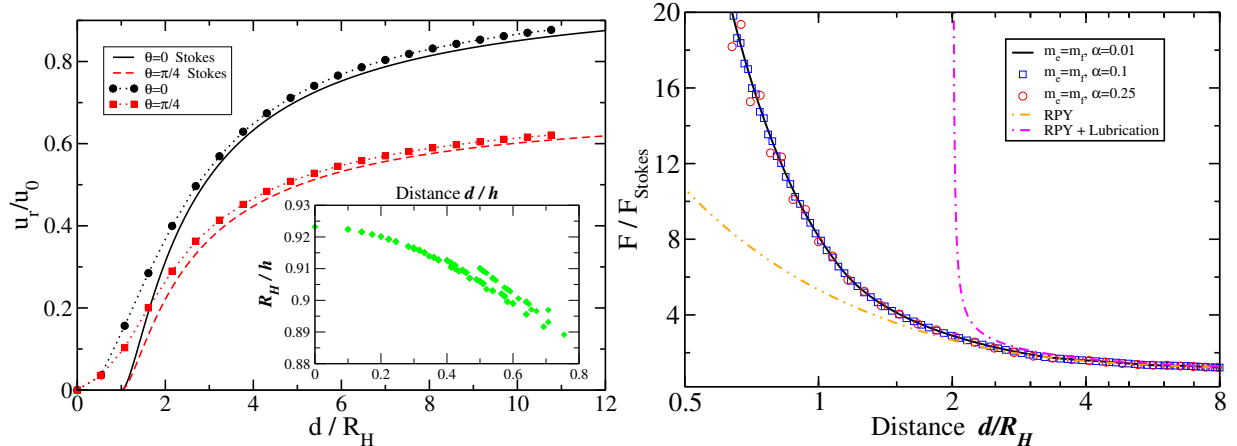 u_r/u_0
0.8
0.6
0.4
0.2
0
θ=0 Stokes
θ=π/4 Stokes
θ=0
θ=π/4
Distance d / h
R_H / h
0.93
0.92
0.91
0.9
0.89
0.88
0 0.2 0.4 0.6 0.8
0 2 4 6 8 10 12
d / R_H
F / F_Stokes
20
16
12
8
4
m_e=m_f, α=0.01
m_e=m_f, α=0.1
m_e=m_f, α=0.25
RPY
RPY + Lubrication
0.5 1 2 4 8
Distance d/R_H